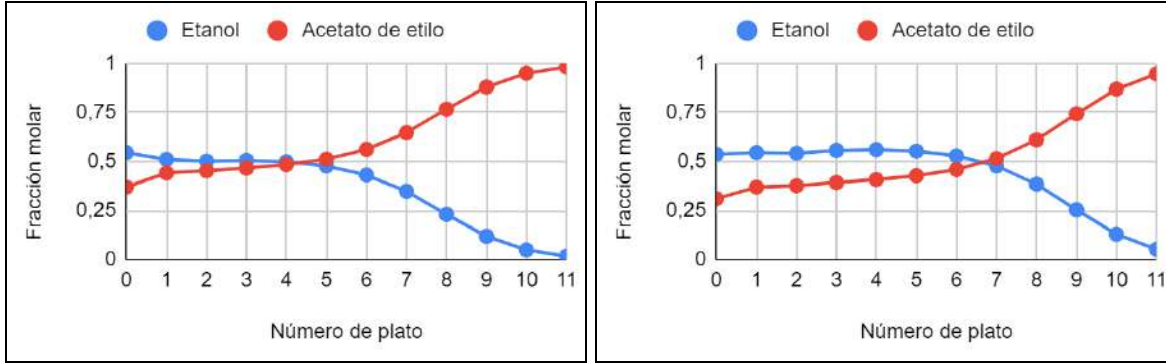 Etanol Acetato de etilo
1
0,75
0,5
0,25
0
Fracción molar
0 1 2 3 4 5 6 7 8 9 10 11
Número de plato
Etanol Acetato de etilo
1
0,75
0,5
0,25
0
Fracción molar
0 1 2 3 4 5 6 7 8 9 10 11
Número de plato